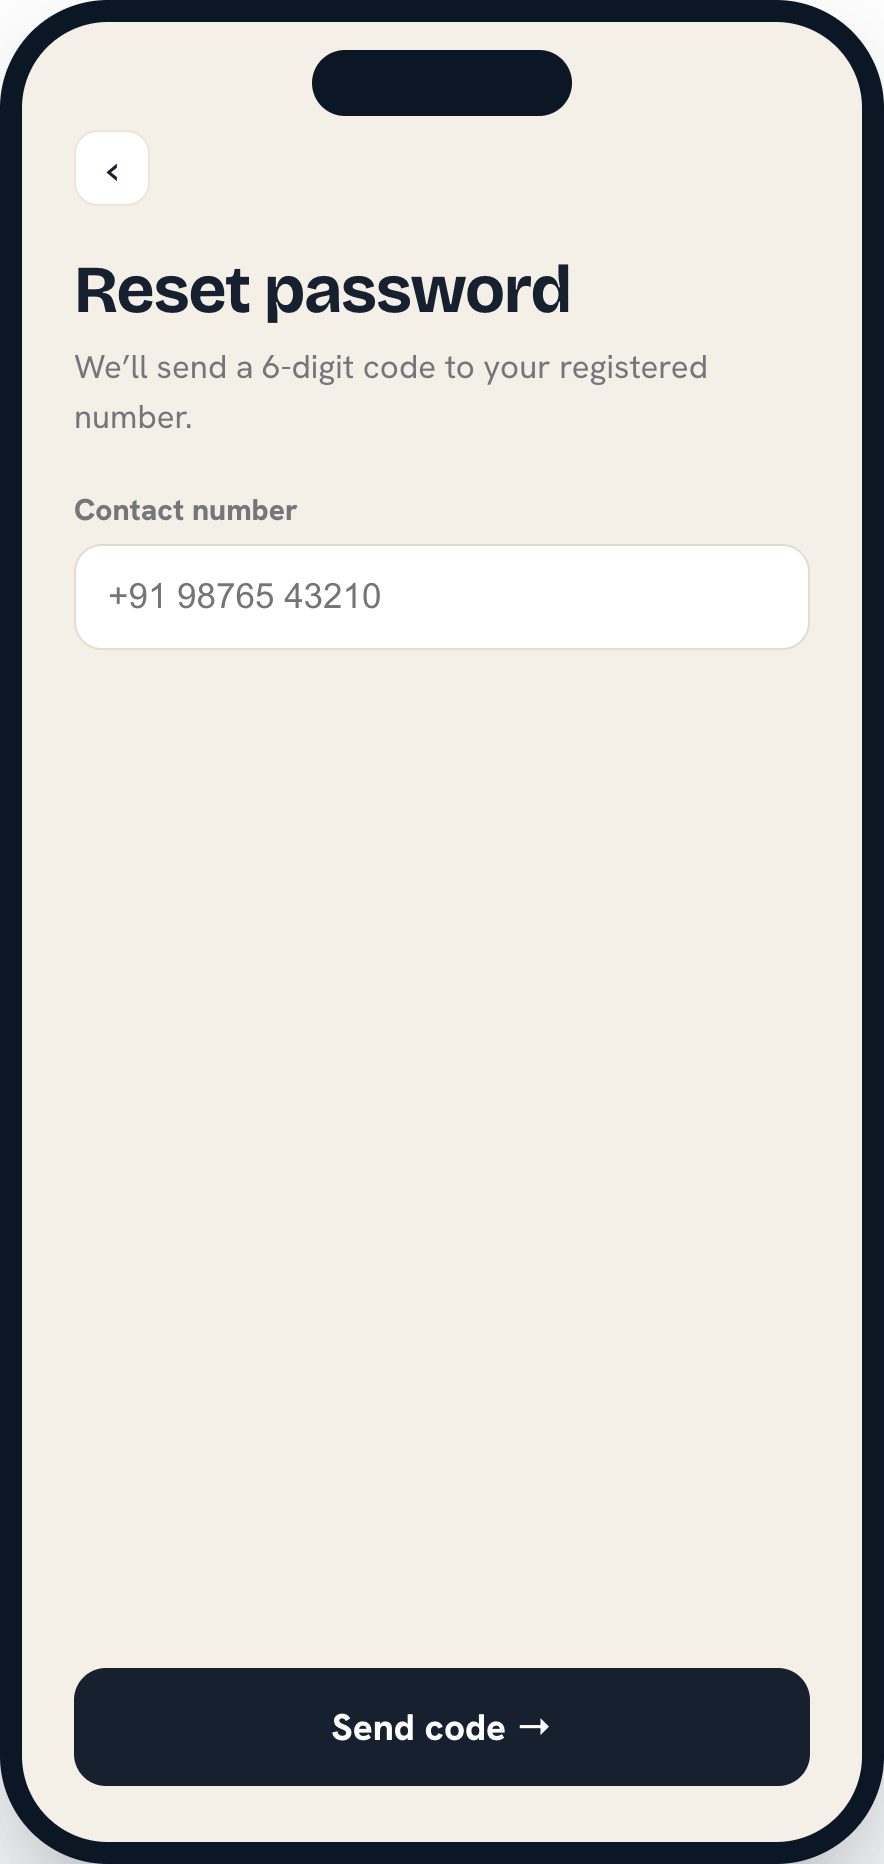 ‹
Reset password
We’ll send a 6-digit code to your registered
number.
Contact number
+91 98765 43210
Send code →